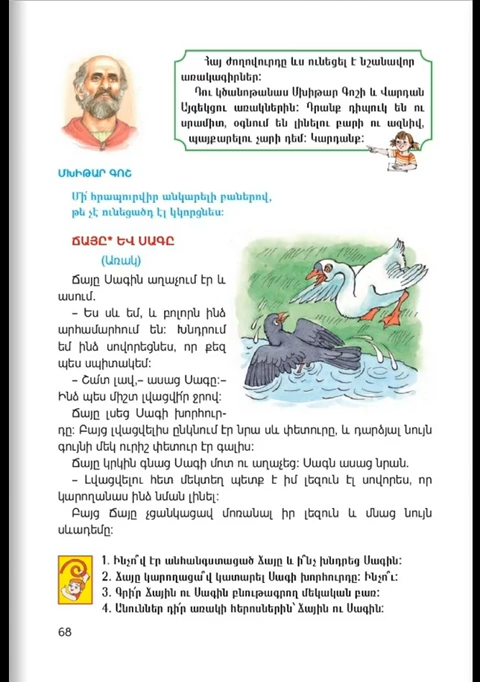 Հայ ժողովուրդը ևս ունեցել է նշանավոր
առակագիրներ:
Դու կծանոթանաս Մխիթար Գոշի և Վարդան
Այգեկցու առակներին: Դրանք դիպուկ են ու
սրամիտ, օգնում են լինելու բարի ու ազնիվ,
պայքարելու չարի դեմ: Կարդանք:
ՄԽԻԹԱՐ ԳՈՇ
Մի՛ հրապուրվիր անկարելի բաներով,
թե չէ ունեցածդ էլ կկորցնես:
ՃԱՅԸ* ԵՎ ՍԱԳԸ
(Առակ)
Ճայը Սագին աղաչում էր և
ասում.
– Ես սև եմ, և բոլորն ինձ
արհամարհում են: Խնդրում
եմ ինձ սովորեցնես, որ քեզ
պես սպիտակեմ:
– Շատ լավ,– ասաց Սագը:–
Ինձ պես միշտ լվացվի՛ր ջրով:
Ճայը լսեց Սագի խորհուր-
դը: Բայց լվացվելիս ընկնում էր նրա սև փետուրը, և դարձյալ նույն
գույնի մեկ ուրիշ փետուր էր գալիս:
Ճայը կրկին գնաց Սագի մոտ ու աղաչեց: Սագն ասաց նրան.
– Լվացվելու հետ մեկտեղ պետք է իմ լեզուն էլ սովորես, որ
կարողանաս ինձ նման լինել:
Բայց Ճայը չցանկացավ մոռանալ իր լեզուն և մնաց նույն
սևադեմը:
1. Ինչո՞վ էր անհանգստացած Ճայը և ի՞նչ խնդրեց Սագին:
2. Ճայը կարողացա՞վ կատարել Սագի խորհուրդը: Ինչո՞ւ:
3. Գրի՛ր Ճային ու Սագին բնութագրող մեկական բառ:
4. Անուններ դի՛ր առակի հերոսներին՝ Ճային ու Սագին:
68